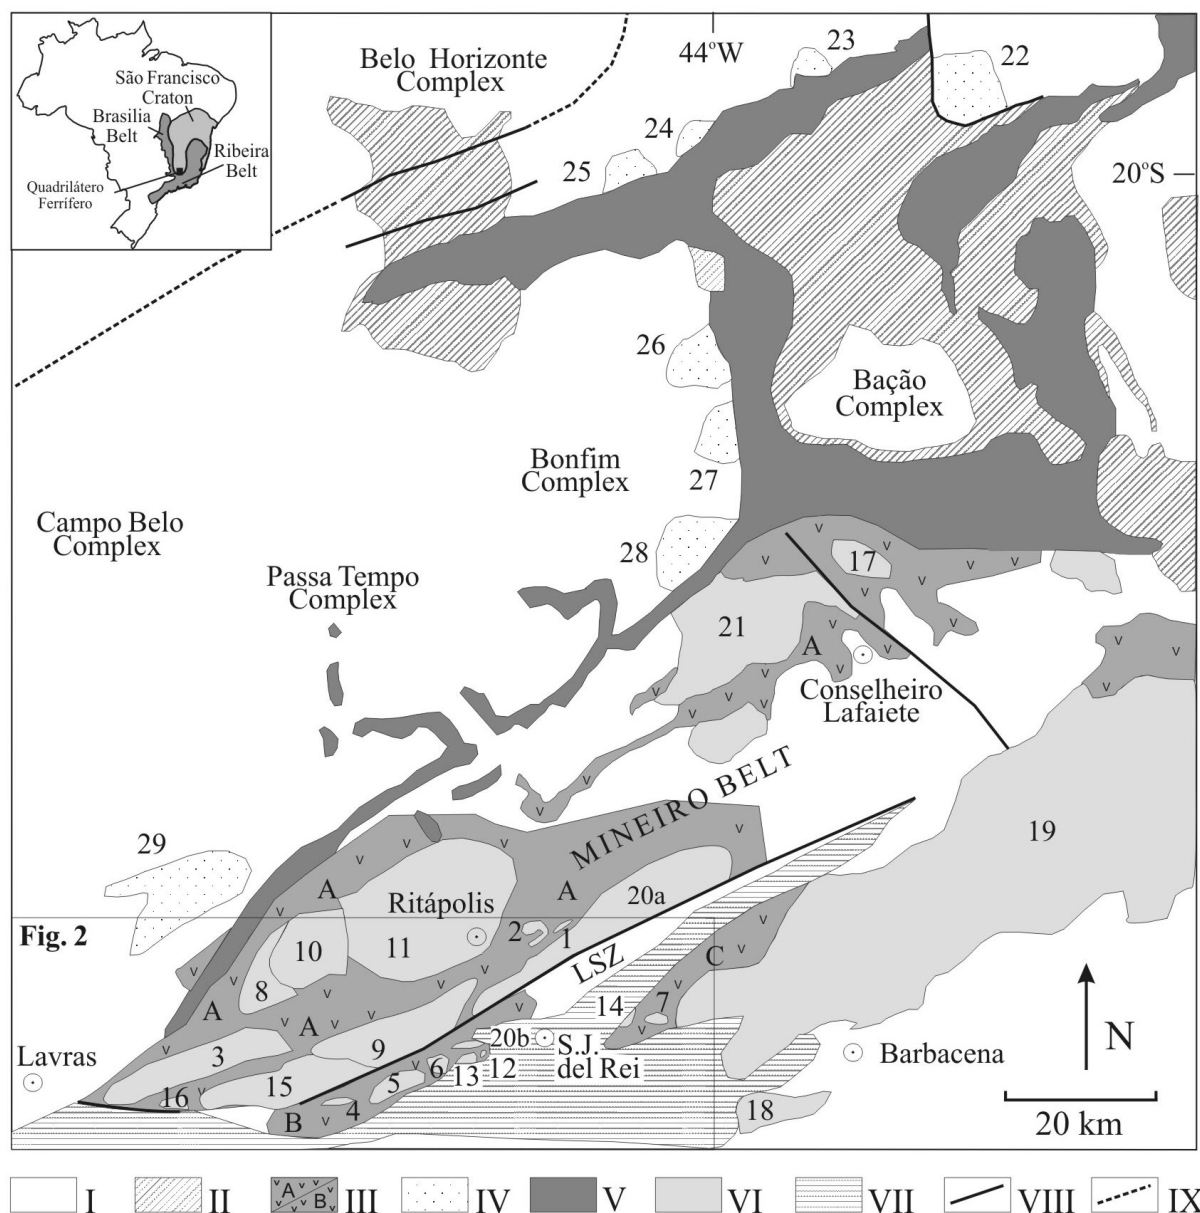 São Francisco
Craton
Brasilia
Belt
Ribeira
Belt
Quadrilátero
Ferrífero
Belo Horizonte
Complex
44°W
23
22
24
25
20°S
26
Bação
Complex
27
Bonfim
Complex
Campo Belo
Complex
28
17
Passa Tempo
Complex
21
A
Conselheiro
Lafaiete
MINEIRO BELT
19
29
A
A
20a
Ritápolis
Fig. 2
10
11
2
1
LSZ
C
8
A
A
14
7
N
3
9
20b
S.J.
del Rei
Lavras
Barbacena
15
6
13
12
16
5
4
B
18
20 km
A
B
I
II
III
IV
V
VI
VII
VIII
IX